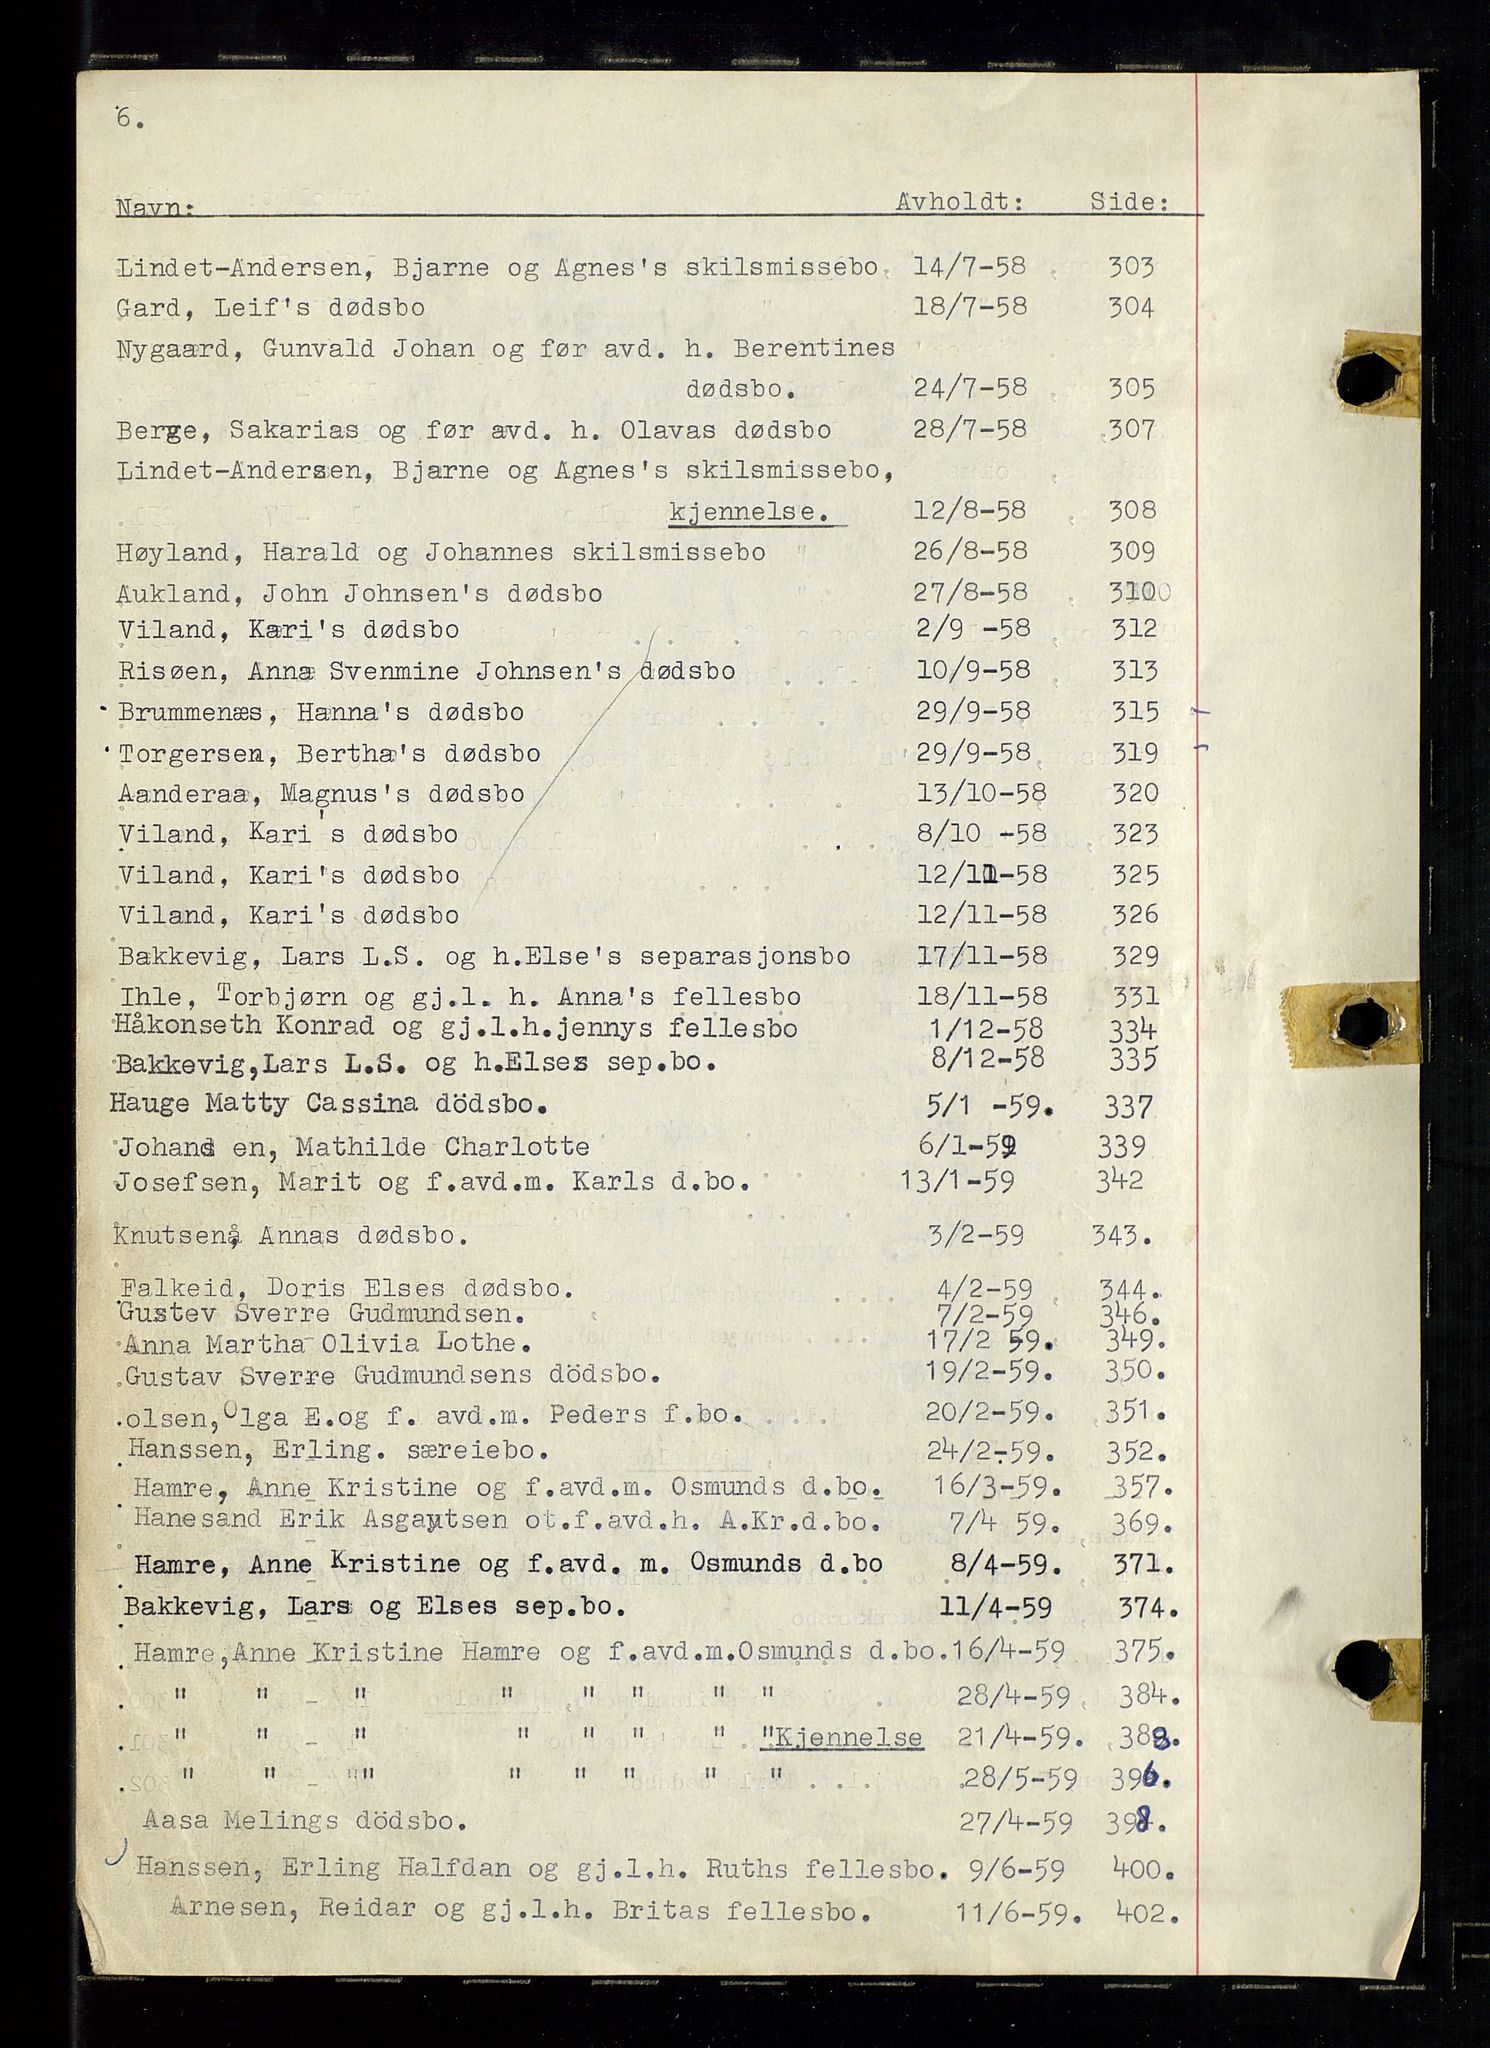 6.
Navn: Avholdt: Side:
Lindet-Andersen, Bjarne og Agnes's skilsmissebo. 14/7-58 303
Gard, Leif's dødsbo 18/7-58 304
Nygaard, Gunvald Johan og før avd. h. Berentines
dødsbo. 24/7-58 305
Berge, Sakarias og før avd. h. Olavas dødsbo 28/7-58 307
Lindet-Andersen, Bjarne og Agnes's skilsmissebo,
kjennelse. 12/8-58 308
Høyland, Harald og Johannes skilsmissebo 26/8-58 309
Aukland, John Johnsen's dødsbo 27/8-58 310
Viland, Kari's dødsbo 2/9 -58 312
Risøen, Anna Svenmine Johnsen's dødsbo 10/9-58 313
Brummenæs, Hanna's dødsbo 29/9-58 315
Torgersen, Bertha's dødsbo 29/9-58 319
Aanderaa, Magnus's dødsbo 13/10-58 320
Viland, Kari's dødsbo 8/10 -58 323
Viland, Kari's dødsbo 12/11-58 325
Viland, Kari's dødsbo 12/11-58 326
Bakkevig, Lars L.S. og h.Else's separasjonsbo 17/11-58 329
Ihle, Torbjørn og gj.l. h. Anna's fellesbo 18/11-58 331
Håkonseth Konrad og gj.l.h.jennys fellesbo 1/12-58 334
Bakkevig,Lars L.S. og h.Elses sep.bo. 8/12-58 335
Hauge Matty Cassina dödsbo. 5/1 -59. 337
Johans en, Mathilde Charlotte 6/1-59 339
Josefsen, Marit og f.avd.m. Karls d.bo. 13/1-59 342
Knutsen, Annas dødsbo. 3/2-59 343.
Falkeid, Doris Elses dødsbo. 4/2-59 344.
Gustev Sverre Gudmundsen. 7/2-59 346.
Anna Martha Olivia Lothe. 17/2 59. 349.
Gustav Sverre Gudmundsens dödsbo. 19/2-59. 350.
olsen,Olga E.og f. avd.m. Peders f.bo. 20/2-59. 351.
Hanssen, Erling. særeiebo. 24/2-59. 352.
Hamre, Anne Kristine og f.avd.m. Osmunds d.bo. 16/3-59. 357.
Hanesand Erik Asgautsen ot.f.avd.h. A.Kr.d.bo. 7/4 59. 369.
Hamre, Anne Kristine og f.avd. m. Osmunds d.bo 8/4-59. 371.
Bakkevig, Lars og Elses sep.bo. 11/4-59 374.
Hamre,Anne Kristine Hamre og f.avd.m.Osmunds d.bo.16/4-59 375.
" " - " " " " " " 28/4-59 384.
" " - " " " " " "Kjennelse 21/4-59. 388.
" " "" " " " " " 28/5-59 396.
Aasa Melings dödsbo. 27/4-59 398.
Hanssen, Erling Halfdan og gj.l.h. Ruths fellesbo. 9/6-59 400.
Arnesen, Reidar og gj.l.h. Britas fellesbo. 11/6-59. 402.